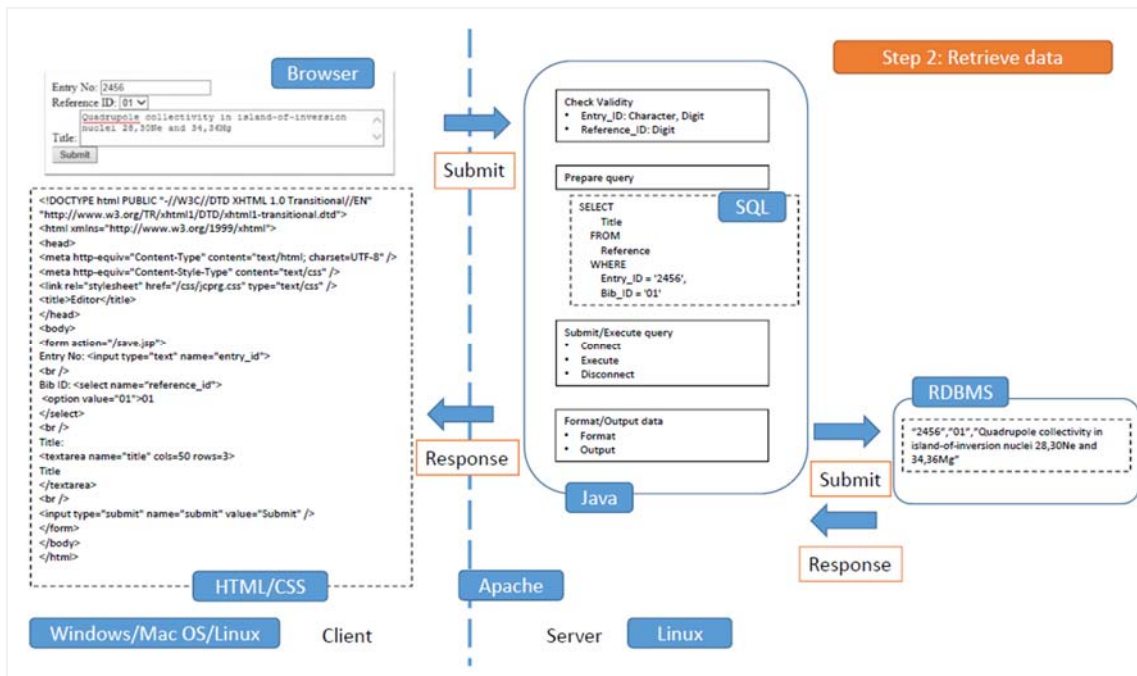 Step 2: Retrieve data
Browser
Entry No: 2456
Reference ID: 01
Quadrupole collectivity in island-of-inversion
nuclei 28,30Ne and 34,36Mg
Title:
Submit
<!DOCTYPE html PUBLIC "-//W3C//DTD XHTML 1.0 Transitional//EN"
"http://www.w3.org/TR/xhtml1/DTD/xhtml1-transitional.dtd">
<html xmlns="http://www.w3.org/1999/xhtml">
<head>
<meta http-equiv="Content-Type" content="text/html; charset=UTF-8" />
<meta http-equiv="Content-Style-Type" content="text/css" />
<link rel="stylesheet" href="/css/jcprg.css" type="text/css" />
<title>Editor</title>
</head>
<body>
<form action="/save.jsp">
Entry No: <input type="text" name="entry_id">
<br />
Bib ID: <select name="reference_id">
<option value="01">01
</select>
<br />
Title:
<textarea name="title" cols=50 rows=3>
Title
</textarea>
<br />
<input type="submit" name="submit" value="Submit" />
</form>
</body>
</html>
HTML/CSS
Windows/Mac OS/Linux
Client
Submit
Response
Apache
Check Validity
• Entry_ID: Character, Digit
• Reference_ID: Digit
Prepare query
SQL
SELECT
Title
FROM
Reference
WHERE
Entry_ID = '2456',
Bib_ID = '01'
Submit/Execute query
• Connect
• Execute
• Disconnect
Format/Output data
• Format
• Output
Java
Server
Linux
Submit
Response
RDBMS
"2456","01","Quadrupole collectivity in
island-of-inversion nuclei 28,30Ne and
34,36Mg"